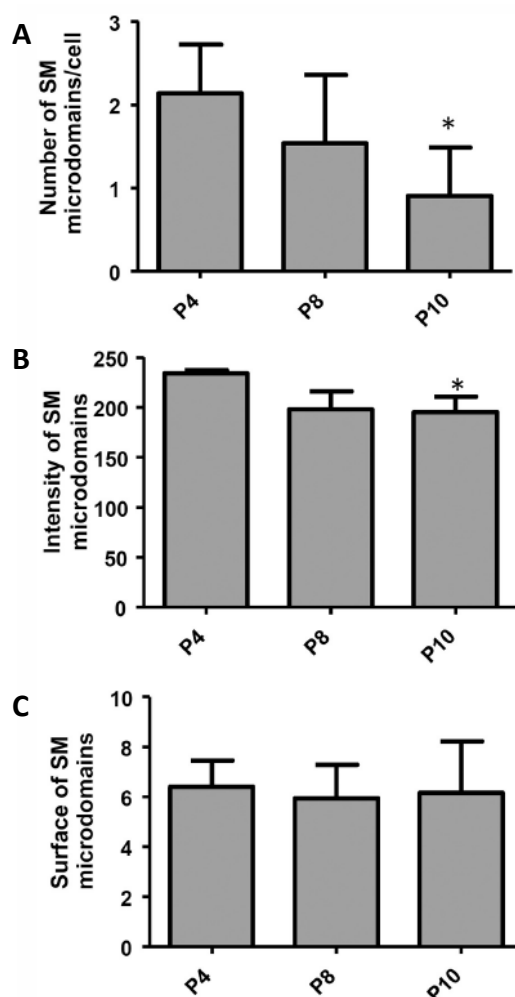 A
Number of SM
microdomains/cell
3
2
1
0
*
P4
P8
P10
B
Intensity of SM
microdomains
250
200
150
100
50
0
*
P4
P8
P10
C
Surface of SM
microdomains
10
8
6
4
2
0
P4
P8
P10